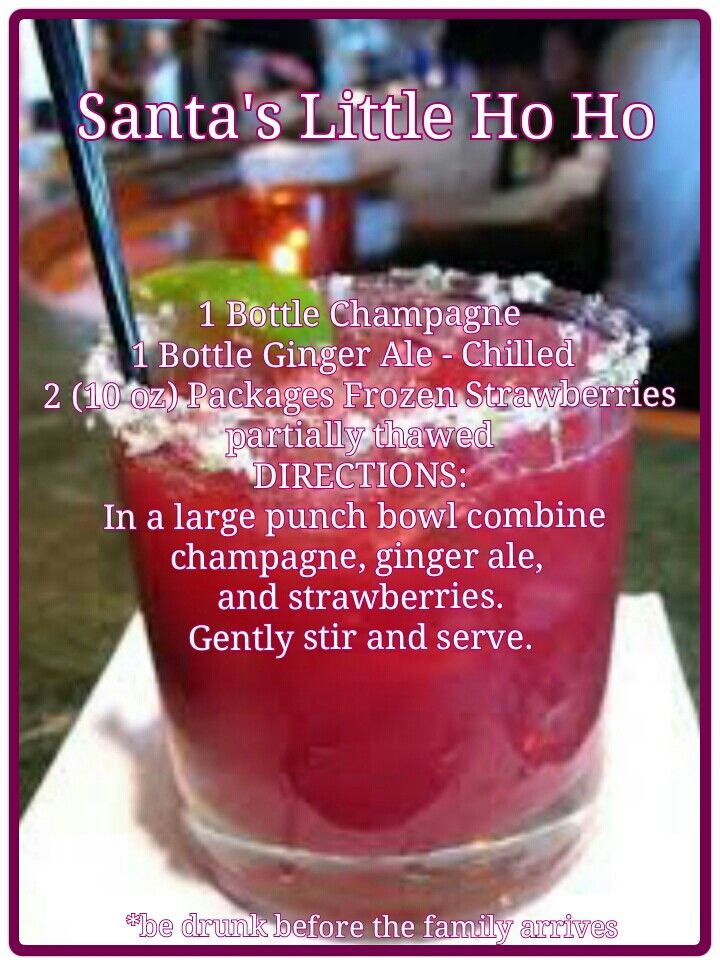 Santa's Little Ho Ho
1 Bottle Champagne
1 Bottle Ginger Ale - Chilled
2 (10 oz) Packages Frozen Strawberries
partially thawed
DIRECTIONS:
In a large punch bowl combine
champagne, ginger ale,
and strawberries.
Gently stir and serve.
*be drunk before the family arrives